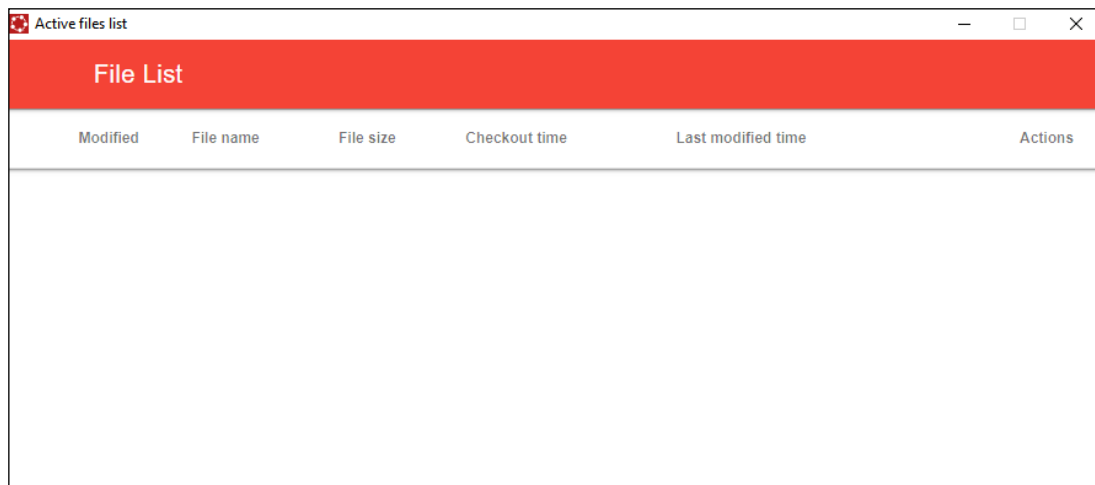 Active files list
File List
Modified File name File size Checkout time Last modified time Actions